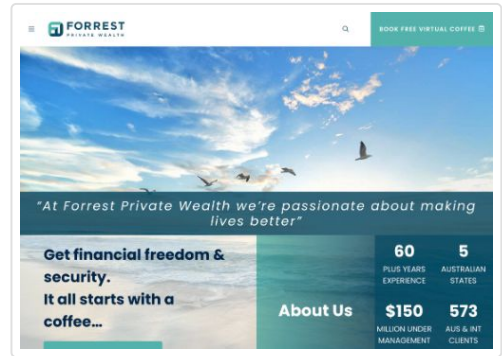 FORREST
PRIVATE WEALTH
BOOK FREE VIRTUAL COFFEE
"At Forrest Private Wealth we're passionate about making
lives better"
Get financial freedom &
security.
It all starts with a
coffee...
About Us
60
PLUS YEARS
EXPERIENCE
5
AUSTRALIAN
STATES
$150
MILLION UNDER
MANAGEMENT
573
AUS & INT
CLIENTS